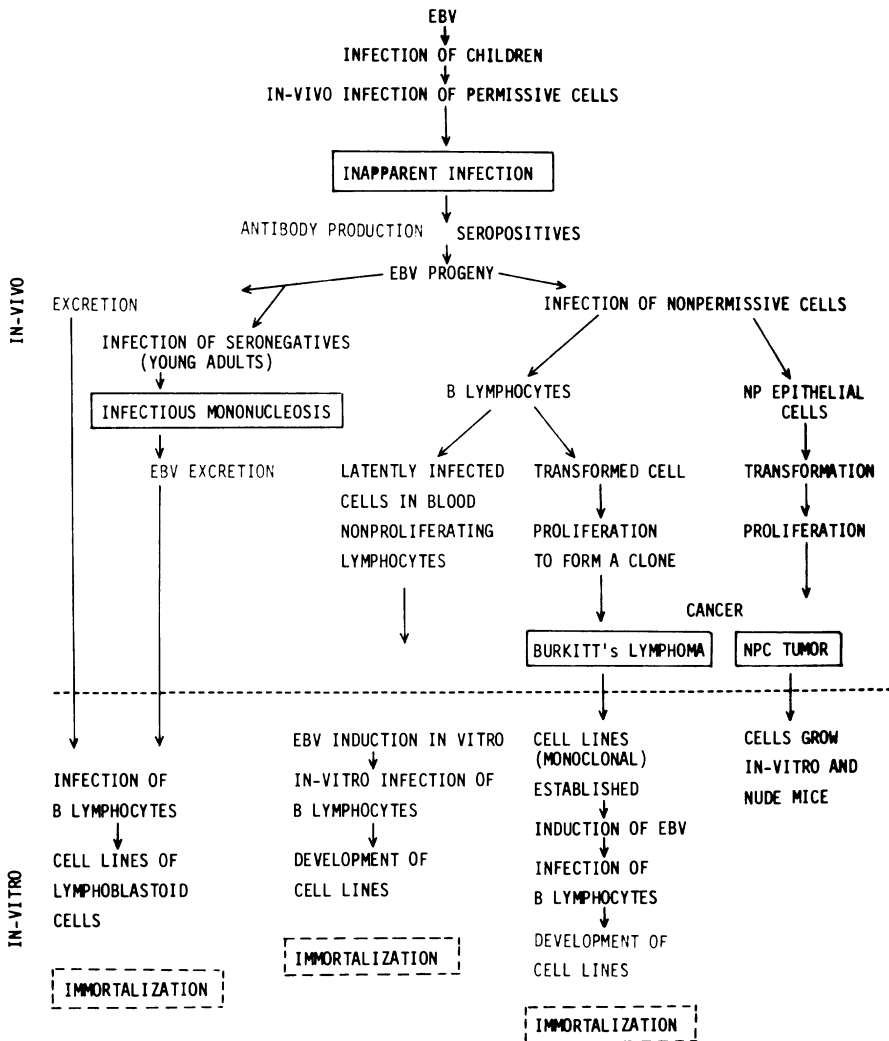 EBV
INFECTION OF CHILDREN
IN-VIVO INFECTION OF PERMISSIVE CELLS
INAPPARENT INFECTION
ANTIBODY PRODUCTION
SEROPOSITIVES
EBV PROGENY
IN-VIVO
EXCRETION
INFECTION OF SERONEGATIVES
(YOUNG ADULTS)
INFECTIOUS MONONUCLEOSIS
EBV EXCRETION
INFECTION OF NONPERMISSIVE CELLS
B LYMPHOCYTES
LATENTLY INFECTED
CELLS IN BLOOD
NONPROLIFERATING
LYMPHOCYTES
TRANSFORMED CELL
PROLIFERATION
TO FORM A CLONE
NP EPITHELIAL
CELLS
TRANSFORMATION
PROLIFERATION
CANCER
BURKITT's LYMPHOMA
NPC TUMOR
IN-VITRO
INFECTION OF
B LYMPHOCYTES
CELL LINES OF
LYMPHOBLASTOID
CELLS
IMMORTALIZATION
EBV INDUCTION IN VITRO
IN-VITRO INFECTION OF
B LYMPHOCYTES
DEVELOPMENT OF
CELL LINES
IMMORTALIZATION
CELL LINES
(MONOCLONAL)
ESTABLISHED
INDUCTION OF EBV
INFECTION OF
B LYMPHOCYTES
DEVELOPMENT OF
CELL LINES
IMMORTALIZATION
CELLS GROW
IN-VITRO AND
NUDE MICE